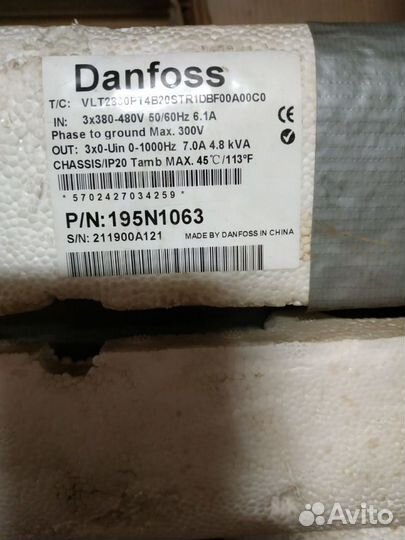 Danfoss
T/C: VLT2830PT4B20STR1DBF00A00C0
IN: 3x380-480V 50/60Hz 6.1A
Phase to ground Max. 300V
OUT: 3x0-Uin 0-1000Hz 7.0A 4.8 kVA
CHASSIS/IP20 Tamb MAX. 45°C/113°F
* 5702427034259 *
P/N:195N1063
S/N: 211900A121 MADE BY DANFOSS IN CHINA
CE
Avito